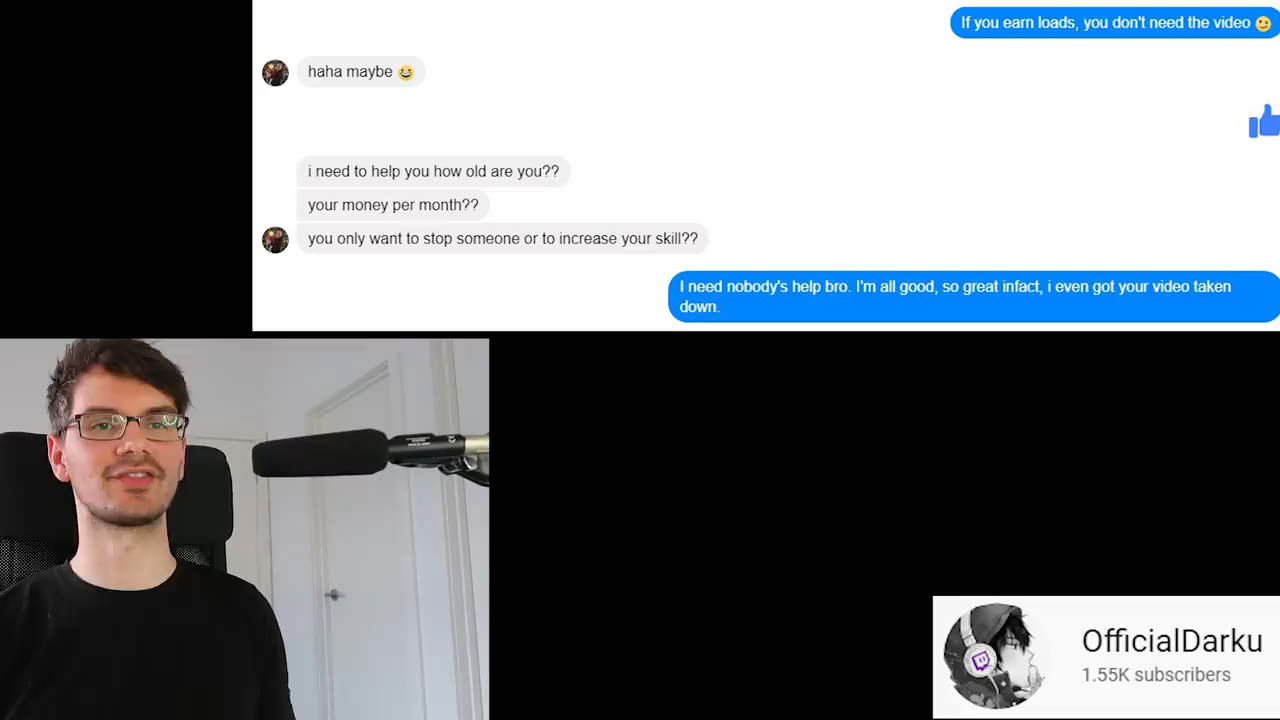 If you earn loads, you don't need the video 😉
haha maybe 😀
i need to help you how old are you??
your money per month??
you only want to stop someone or to increase your skill??
I need nobody's help bro. I'm all good, so great infact, i even got your video taken
down.
OfficialDarku
1.55K subscribers